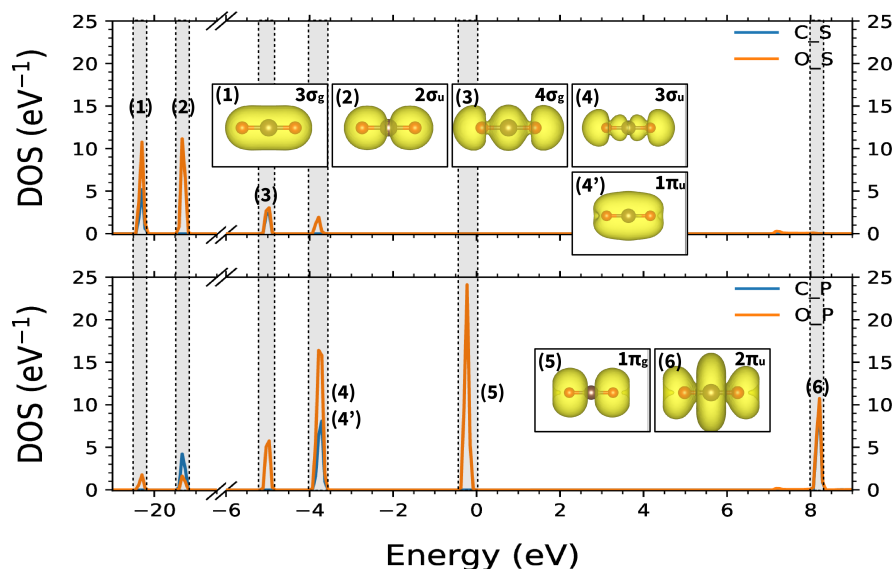 25
20
15
10
5
0
DOS (eV⁻¹)
25
20
15
10
5
0
C_S
O_S
(1)
(2)
(3)
(1) 3σg
(2) 2σu
(3) 4σg
(4) 3σu
(4') 1πu
25
20
15
10
5
0
DOS (eV⁻¹)
25
20
15
10
5
0
C_P
O_P
(4)
(4')
(5)
(6)
(5) 1πg
(6) 2πu
−20 −6 −4 −2 0 2 4 6 8
Energy (eV)